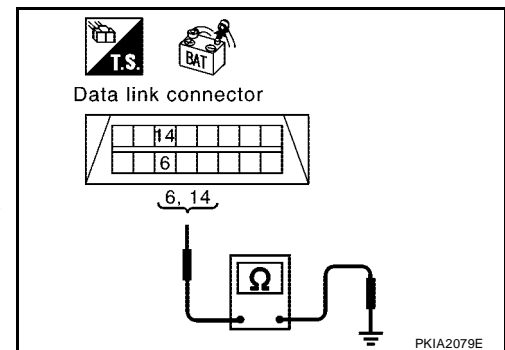 T.S.
BAT
Data link connector
14
6
6, 14
Ω
PKIA2079E